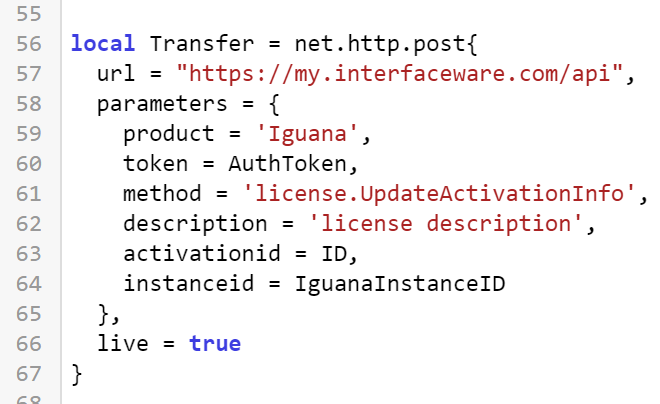 55
56 local Transfer = net.http.post{
57   url = "https://my.interfaceware.com/api",
58   parameters = {
59     product = 'Iguana',
60     token = AuthToken,
61     method = 'license.UpdateActivationInfo',
62     description = 'license description',
63     activationid = ID,
64     instanceid = IguanaInstanceID
65   },
66   live = true
67 }
68